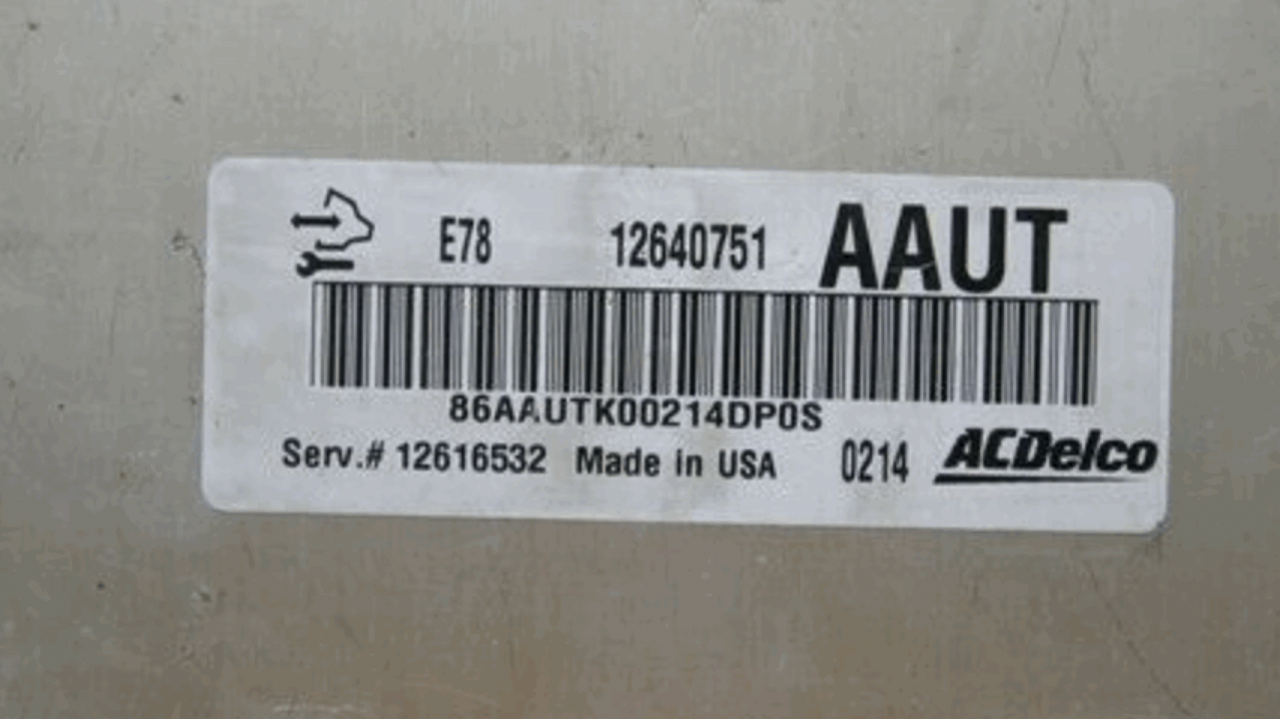 E78 12640751 AAUT
86AAUTK00214DP0S
Serv.# 12616532 Made in USA 0214 ACDelco